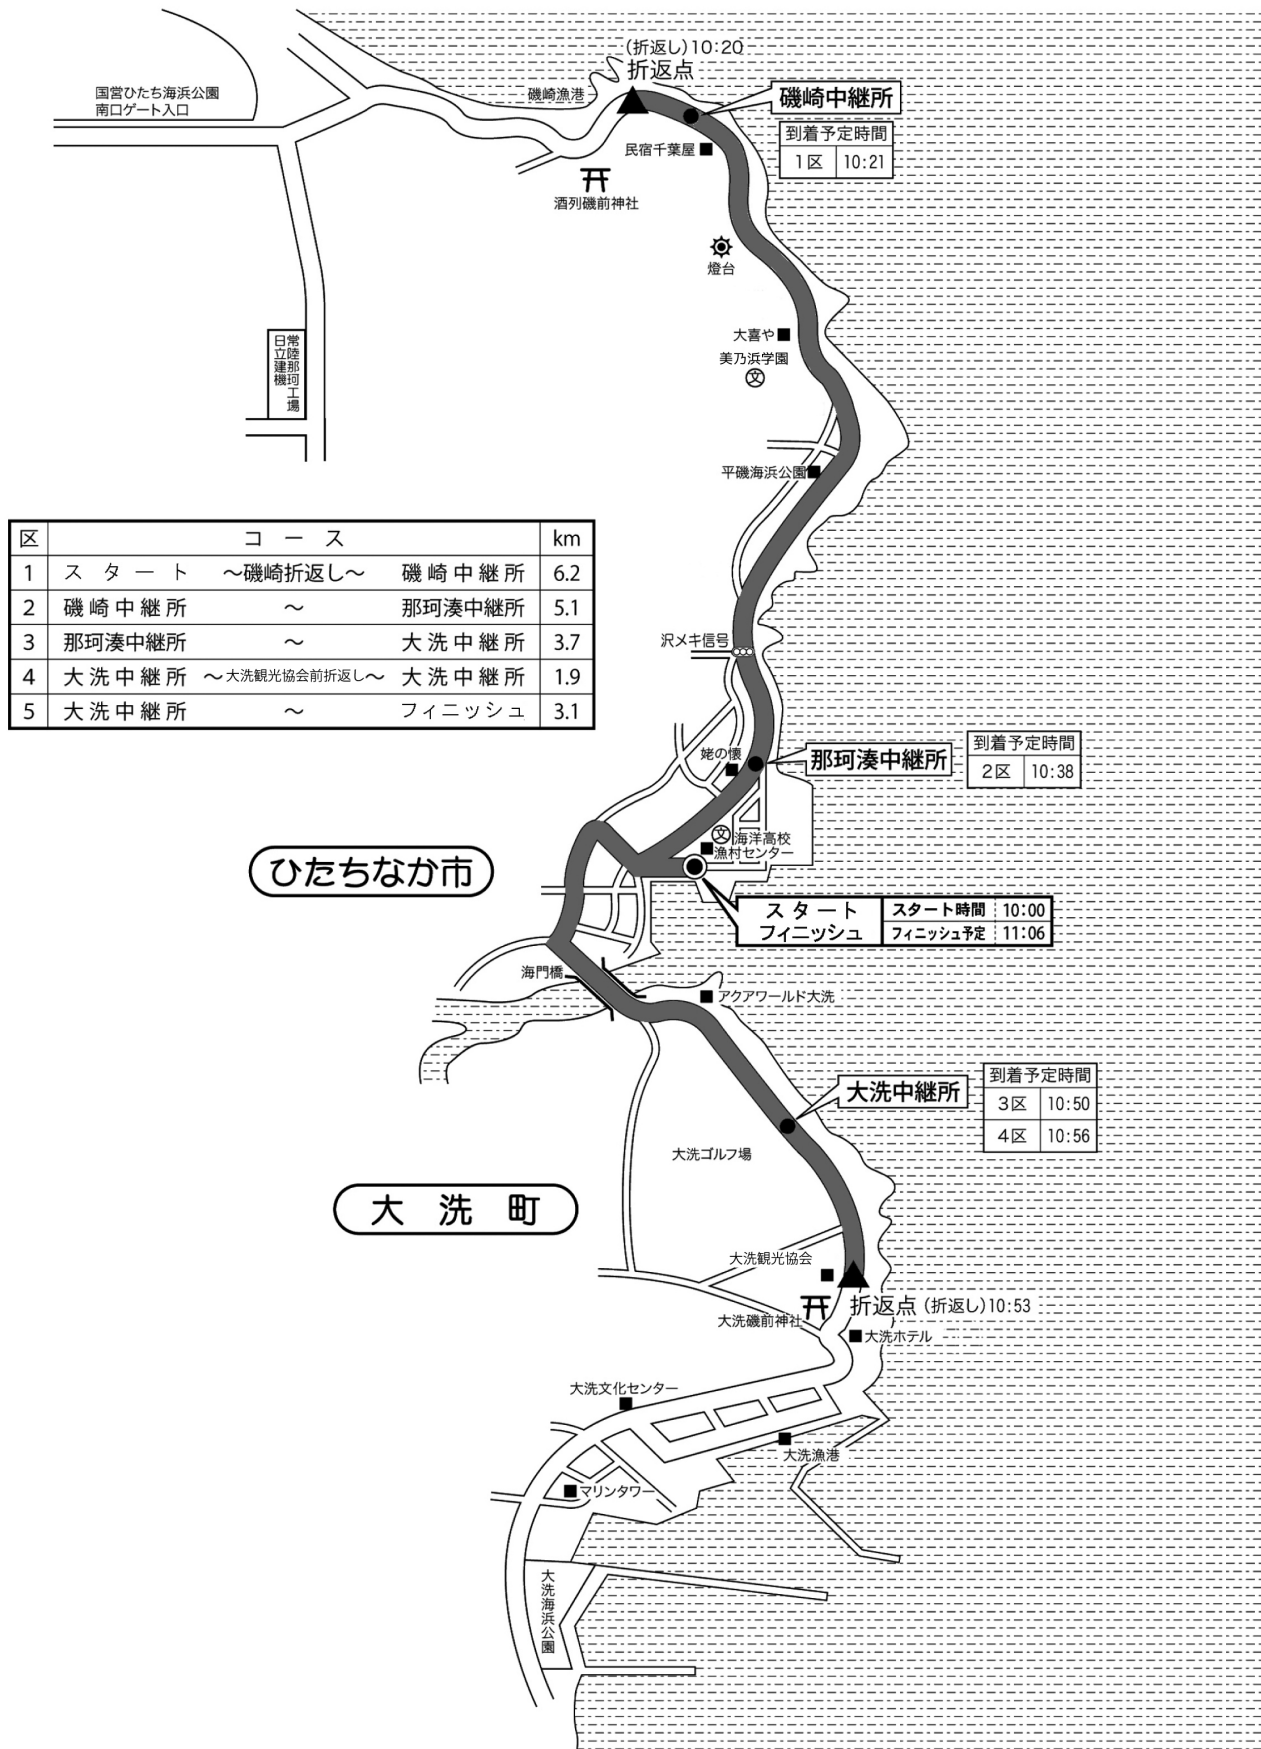 (折返し)10:20
折返点
国営ひたち海浜公園
南口ゲート入口
磯崎漁港
磯崎中継所
到着予定時間
1区 10:21
民宿千葉屋
酒列磯前神社
燈台
大喜や
美乃浜学園
文
常陸那珂工場
日立建機
平磯海浜公園
区 コース km
1 スタート ～磯崎折返し～ 磯崎中継所 6.2
2 磯崎中継所 ～ 那珂湊中継所 5.1
3 那珂湊中継所 ～ 大洗中継所 3.7
4 大洗中継所 ～大洗観光協会前折返し～ 大洗中継所 1.9
5 大洗中継所 ～ フィニッシュ 3.1
沢メキ信号
姥の懐
那珂湊中継所
到着予定時間
2区 10:38
文 海洋高校
漁村センター
ひたちなか市
スタート
フィニッシュ
スタート時間 10:00
フィニッシュ予定 11:06
海門橋
アクアワールド大洗
大洗中継所
到着予定時間
3区 10:50
4区 10:56
大洗ゴルフ場
大洗町
大洗観光協会
折返点 (折返し)10:53
大洗磯前神社
大洗ホテル
大洗文化センター
大洗漁港
マリンタワー
大洗海浜公園